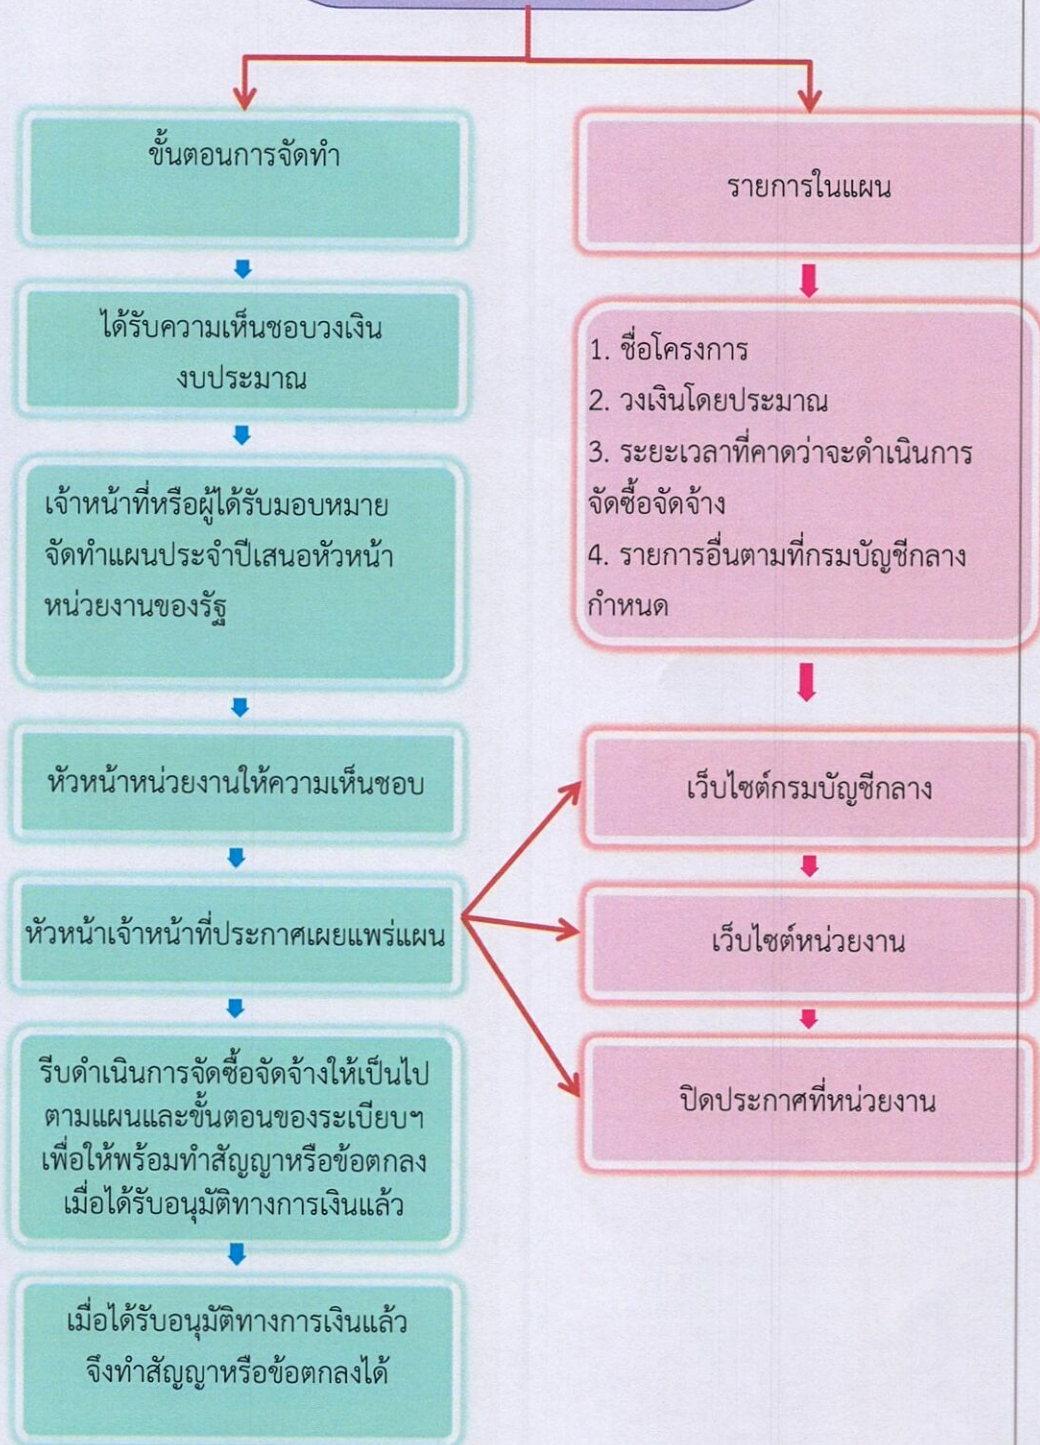 ขั้นตอนการจัดทำ
ได้รับความเห็นชอบวงเงิน
งบประมาณ
เจ้าหน้าที่หรือผู้ได้รับมอบหมาย
จัดทำแผนประจำปีเสนอหัวหน้า
หน่วยงานของรัฐ
หัวหน้าหน่วยงานให้ความเห็นชอบ
หัวหน้าเจ้าหน้าที่ประกาศเผยแพร่แผน
รีบดำเนินการจัดซื้อจัดจ้างให้เป็นไป
ตามแผนและขั้นตอนของระเบียบฯ
เพื่อให้พร้อมทำสัญญาหรือข้อตกลง
เมื่อได้รับอนุมัติทางการเงินแล้ว
เมื่อได้รับอนุมัติทางการเงินแล้ว
จึงทำสัญญาหรือข้อตกลงได้
รายการในแผน
1. ชื่อโครงการ
2. วงเงินโดยประมาณ
3. ระยะเวลาที่คาดว่าจะดำเนินการ
จัดซื้อจัดจ้าง
4. รายการอื่นตามที่กรมบัญชีกลาง
กำหนด
เว็บไซต์กรมบัญชีกลาง
เว็บไซต์หน่วยงาน
ปิดประกาศที่หน่วยงาน